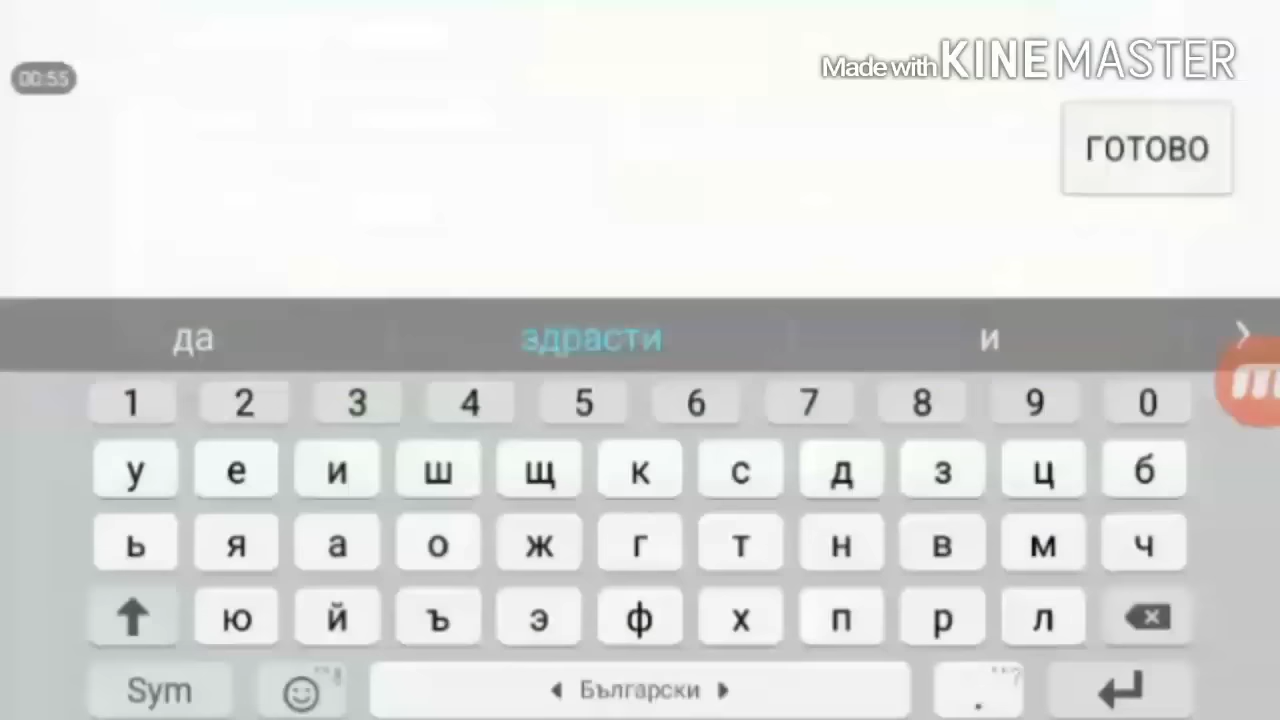 Made with KINEMASTER
00:55
ГОТОВО
да здрасти и
1 2 3 4 5 6 7 8 9 0
у е и ш щ к с д з ц б
ь я а о ж г т н в м ч
ю й ъ э ф х п р л
Sym Български . ?